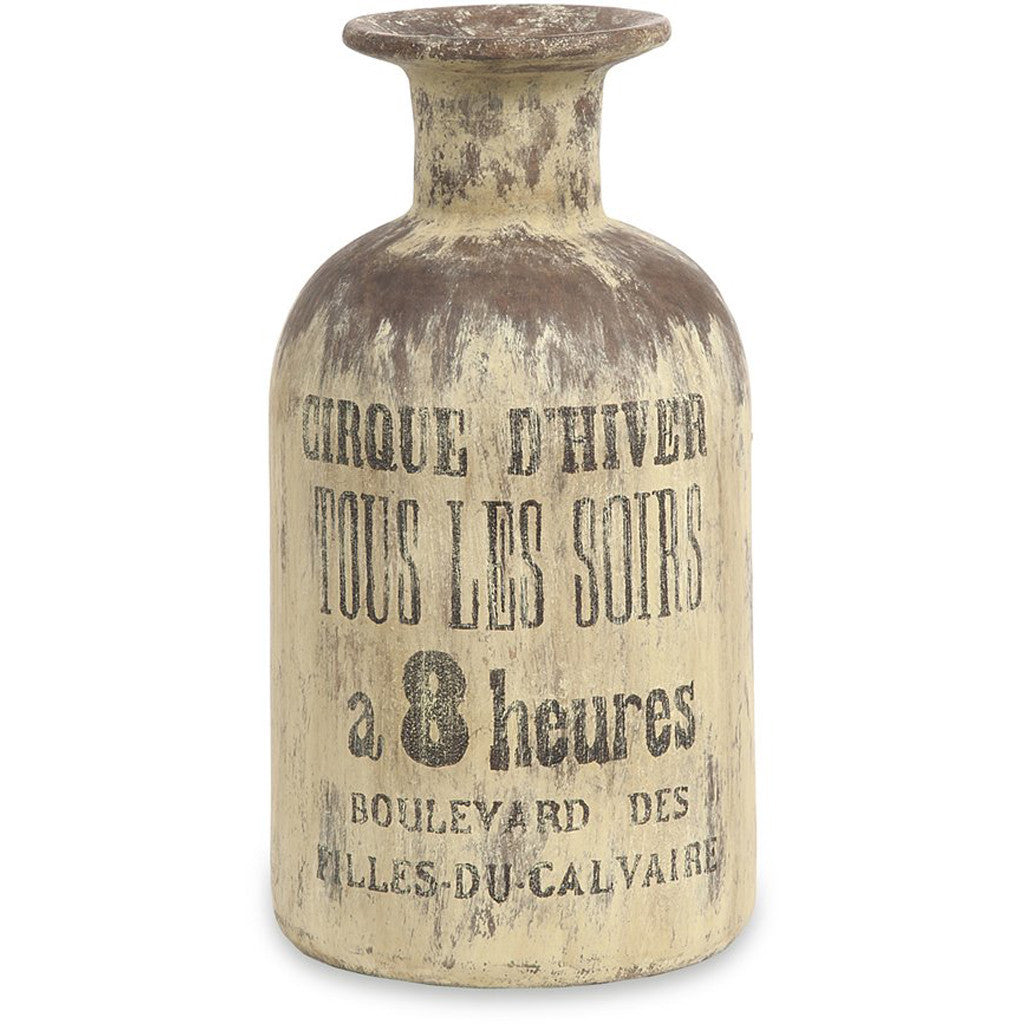 CIRQUE D'HIVER
TOUS LES SOIRS
a 8 heures
BOULEVARD DES
FILLES-DU-CALVAIRE